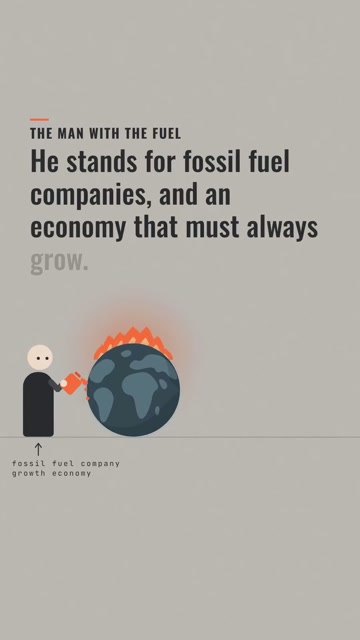 THE MAN WITH THE FUEL
He stands for fossil fuel
companies, and an
economy that must always
grow.
fossil fuel company
growth economy